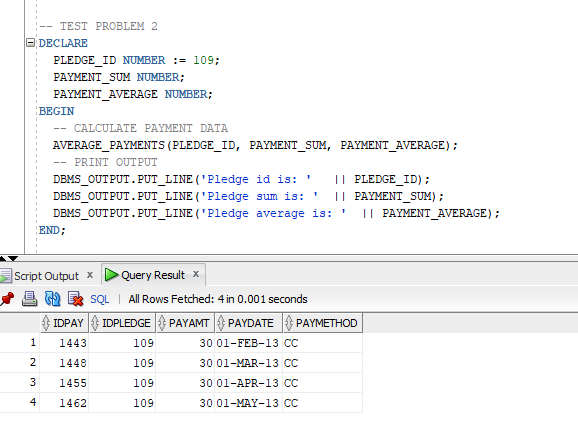 -- TEST PROBLEM 2
DECLARE
PLEDGE_ID NUMBER := 109;
PAYMENT_SUM NUMBER;
PAYMENT_AVERAGE NUMBER;
BEGIN
-- CALCULATE PAYMENT DATA
AVERAGE_PAYMENTS(PLEDGE_ID, PAYMENT_SUM, PAYMENT_AVERAGE);
-- PRINT OUTPUT
DBMS_OUTPUT.PUT_LINE('Pledge id is: ' || PLEDGE_ID);
DBMS_OUTPUT.PUT_LINE('Pledge sum is: ' || PAYMENT_SUM);
DBMS_OUTPUT.PUT_LINE('Pledge average is: ' || PAYMENT_AVERAGE);
END;
Script Output x Query Result x
SQL | All Rows Fetched: 4 in 0.001 seconds
IDPAY IDPLEDGE PAYAMT PAYDATE PAYMETHOD
1 1443 109 30 01-FEB-13 CC
2 1448 109 30 01-MAR-13 CC
3 1455 109 30 01-APR-13 CC
4 1462 109 30 01-MAY-13 CC